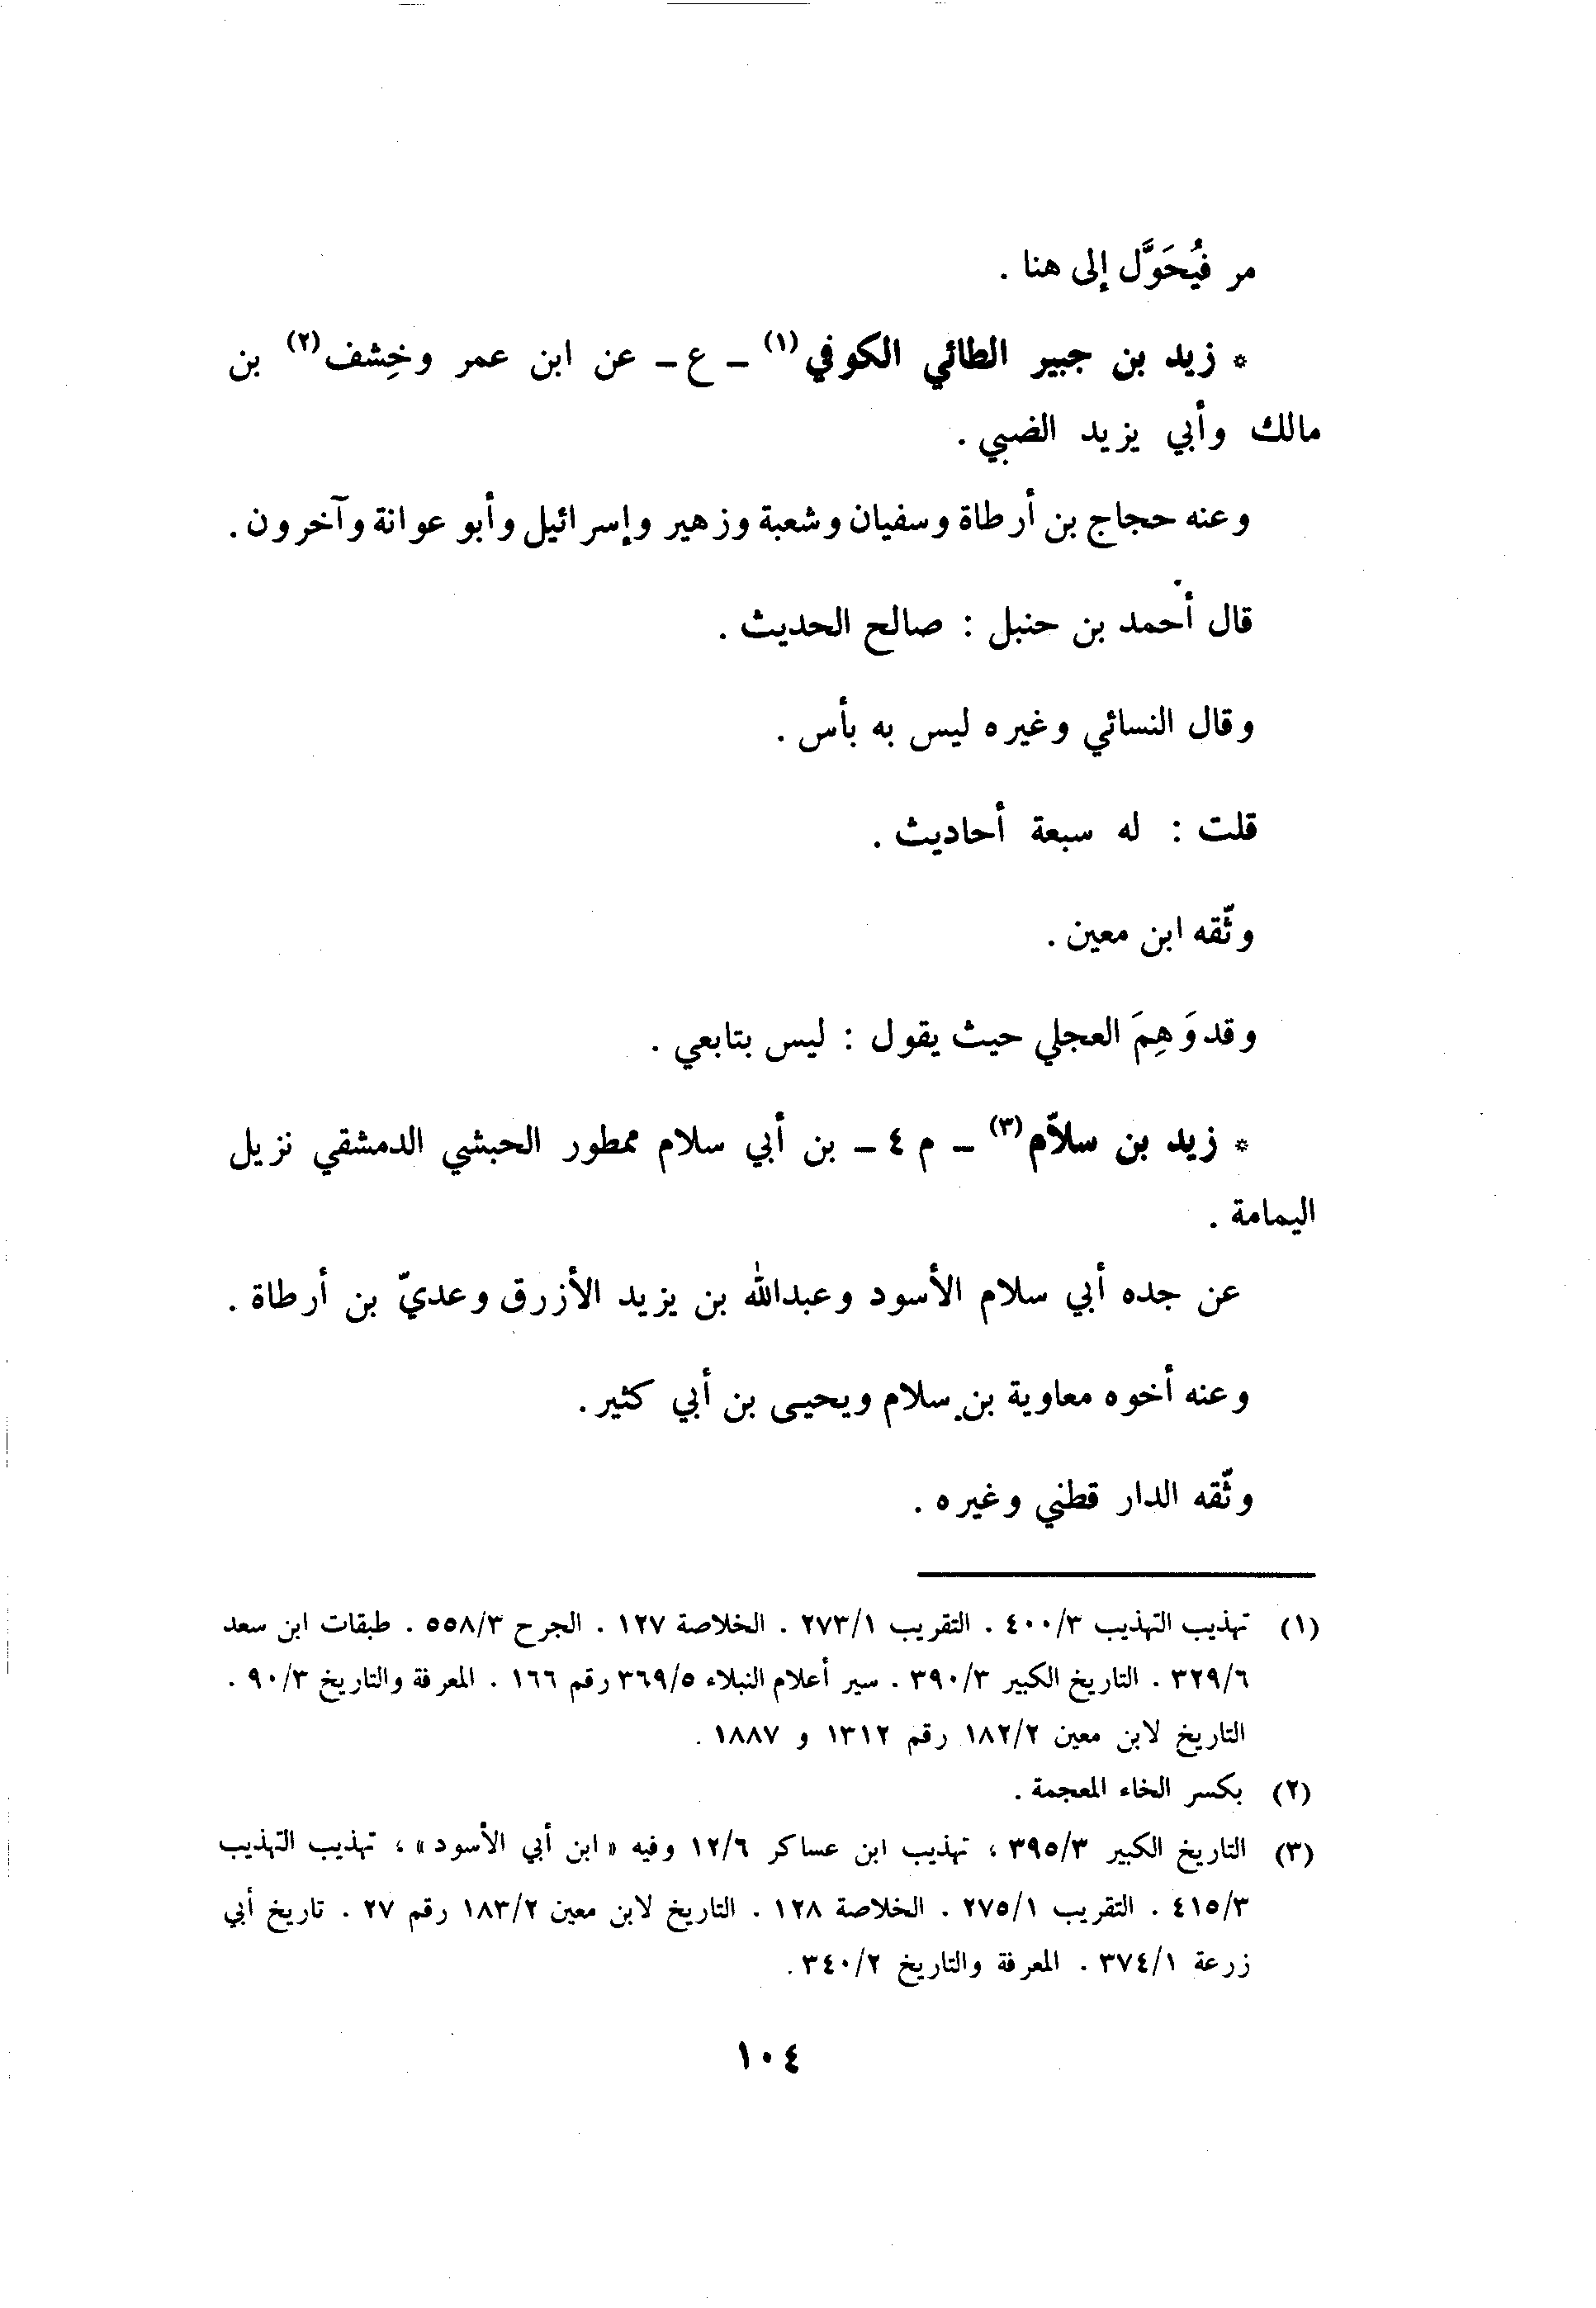 مر فيُحَوَّل إلى هنا .
* زيد بن جبير الطائي الكوفي(١) ـ ع ـ عن ابن عمر وخِشف(٢) بن
مالك وأبي يزيد الضبي .
وعنه حجاج بن أرطاة وسفيان وشعبة وزهير وإسرائيل وأبو عوانة وآخرون .
قال أحمد بن حنبل : صالح الحديث .
وقال النسائي وغيره ليس به بأس .
قلت : له سبعة أحاديث .
وثّقه ابن معين .
وقد وَهِمَ العجلي حيث يقول : ليس بتابعي .
* زيد بن سلاّم(٣) ـ م ٤ ـ بن أبي سلام ممطور الحبشي الدمشقي نزيل
اليمامة .
عن جده أبي سلام الأسود وعبدالله بن يزيد الأزرق وعديّ بن أرطاة .
وعنه أخوه معاوية بن سلام ويحيى بن أبي كثير .
وثّقه الدار قطني وغيره .
(١) تهذيب التهذيب ٤٠٠/٣ . التقريب ٢٧٣/١ . الخلاصة ١٢٧ . الجرح ٥٥٨/٣ . طبقات ابن سعد
٣٢٩/٦ . التاريخ الكبير ٣٩٠/٣ . سير أعلام النبلاء ٣٦٩/٥ رقم ١٦٦ . المعرفة والتاريخ ٩٠/٣ .
التاريخ لابن معين ١٨٢/٢ رقم ١٣١٢ و ١٨٨٧ .
(٢) بكسر الخاء المعجمة .
(٣) التاريخ الكبير ٣٩٥/٣ ، تهذيب ابن عساكر ١٢/٦ وفيه « ابن أبي الأسود » ، تهذيب التهذيب
٤١٥/٣ . التقريب ٢٧٥/١ . الخلاصة ١٢٨ . التاريخ لابن معين ١٨٣/٢ رقم ٢٧ . تاريخ أبي
زرعة ٣٧٤/١ . المعرفة والتاريخ ٣٤٠/٢ .
١٠٤